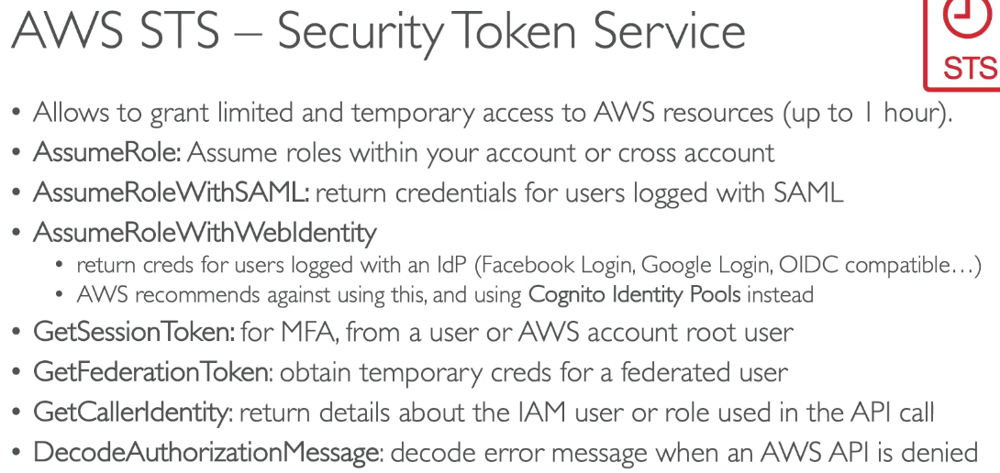 AWS STS – Security Token Service
STS
• Allows to grant limited and temporary access to AWS resources (up to 1 hour).
• AssumeRole: Assume roles within your account or cross account
• AssumeRoleWithSAML: return credentials for users logged with SAML
• AssumeRoleWithWebIdentity
• return creds for users logged with an IdP (Facebook Login, Google Login, OIDC compatible…)
• AWS recommends against using this, and using Cognito Identity Pools instead
• GetSessionToken: for MFA, from a user or AWS account root user
• GetFederationToken: obtain temporary creds for a federated user
• GetCallerIdentity: return details about the IAM user or role used in the API call
• DecodeAuthorizationMessage: decode error message when an AWS API is denied